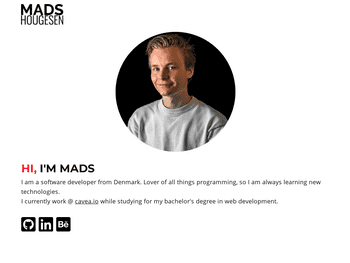 MADS
HOUGESEN
HI, I'M MADS
I am a software developer from Denmark. Lover of all things programming, so I am always learning new
technologies.
I currently work @ cavea.io while studying for my bachelor's degree in web development.
in
Bē